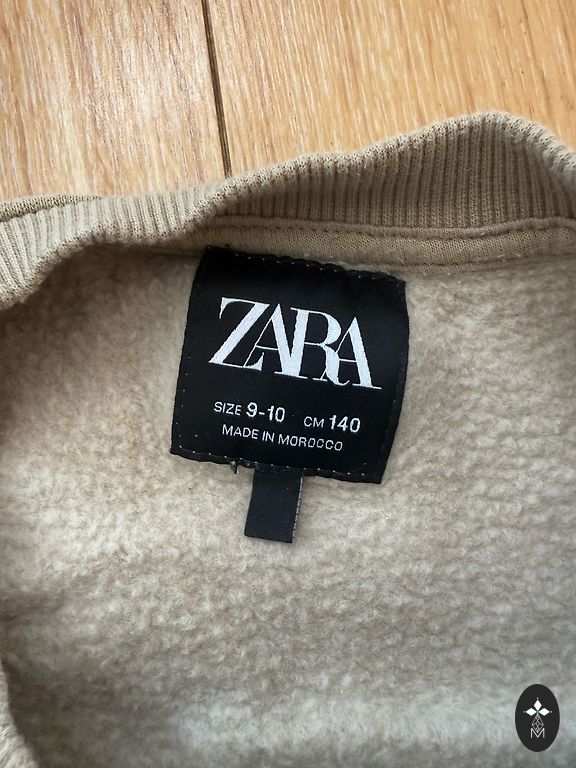 ZARA
SIZE 9-10 CM 140
MADE IN MOROCCO
M